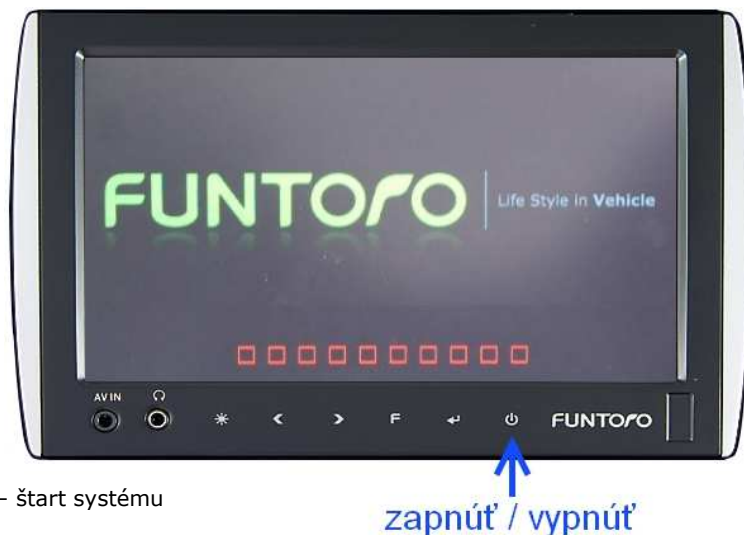 FUNTORO Life Style in Vehicle
AV IN
F
FUNTORO
- štart systému
zapnúť / vypnúť